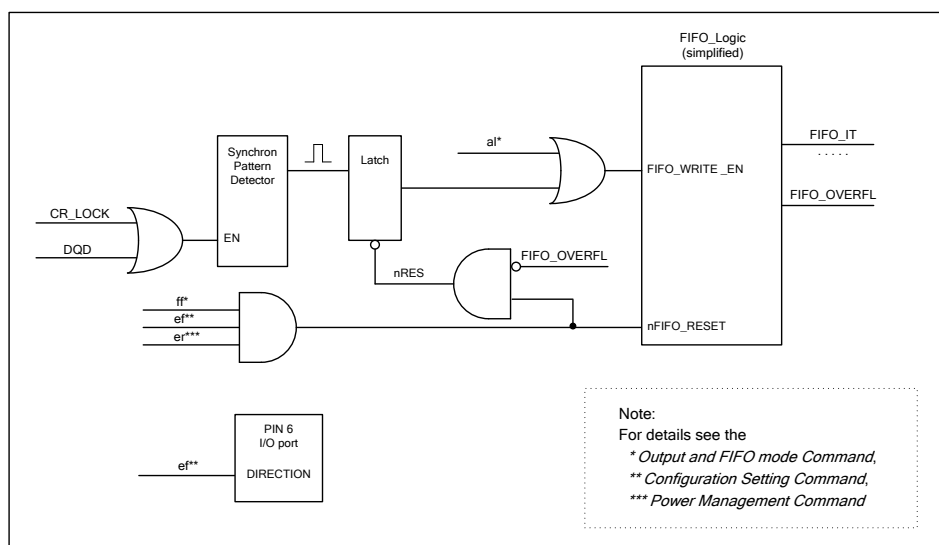 FIFO_Logic
(simplified)
al*
Synchron
Pattern
Detector
Latch
FIFO_IT
. . . . .
FIFO_WRITE _EN
FIFO_OVERFL
CR_LOCK
EN
DQD
FIFO_OVERFL
nRES
ff*
ef**
er***
nFIFO_RESET
PIN 6
I/O port
ef**
DIRECTION
Note:
For details see the
* Output and FIFO mode Command,
** Configuration Setting Command,
*** Power Management Command